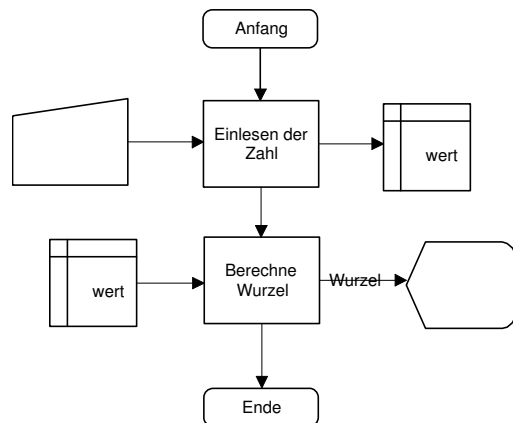 Anfang
Einlesen der
Zahl
wert
wert
Berechne
Wurzel
Wurzel
Ende